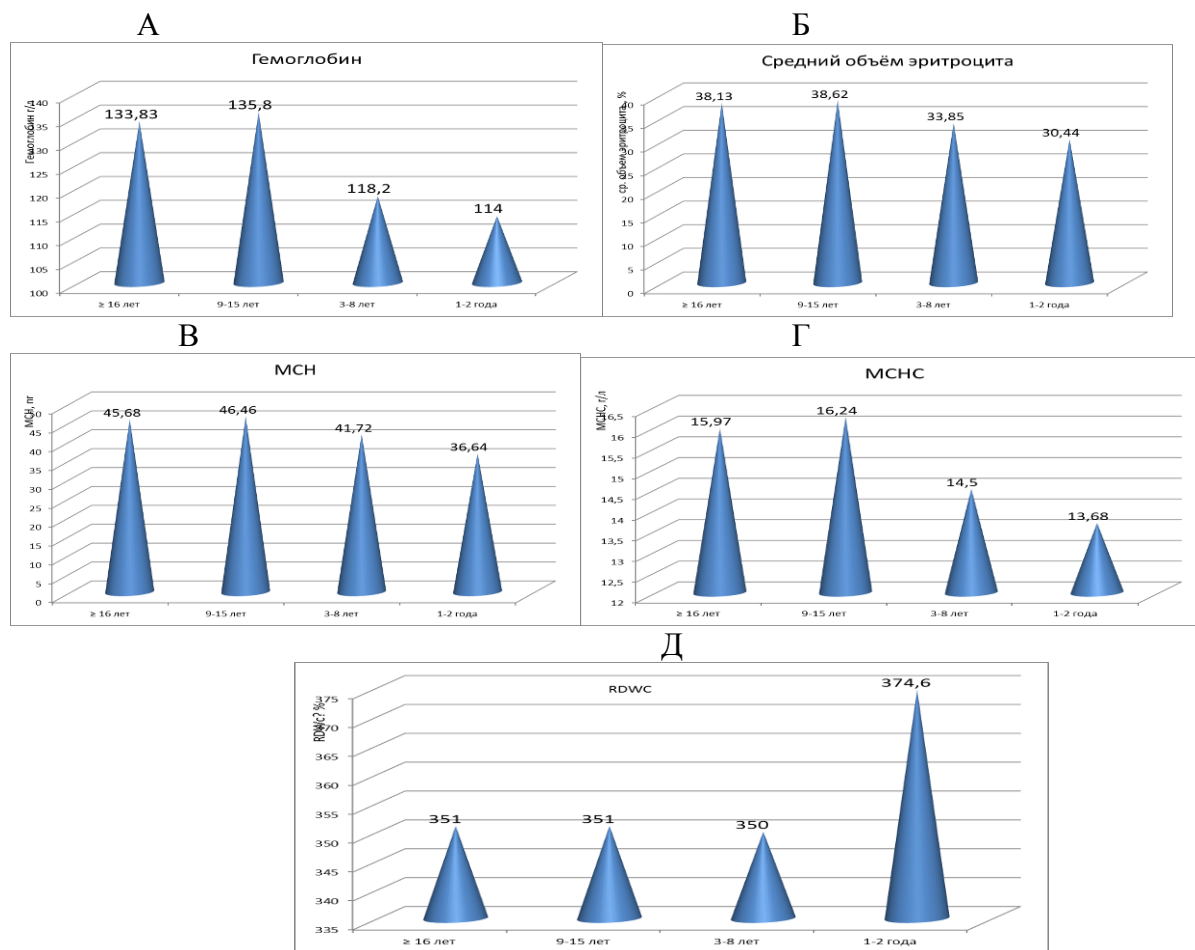 А
Гемоглобин
Гемоглобин г/л
140
135
130
125
120
115
110
105
100
133,83
135,8
118,2
114
≥ 16 лет
9-15 лет
3-8 лет
1-2 года
Б
Средний объём эритроцита
ср. объем эритроцита, %
40
35
30
25
20
15
10
5
0
38,13
38,62
33,85
30,44
≥ 16 лет
9-15 лет
3-8 лет
1-2 года
В
МСН
МСН, пг
50
45
40
35
30
25
20
15
10
5
0
45,68
46,46
41,72
36,64
≥ 16 лет
9-15 лет
3-8 лет
1-2 года
Г
МСНС
МСНС, г/л
16,5
16
15,5
15
14,5
14
13,5
13
12,5
12
15,97
16,24
14,5
13,68
≥ 16 лет
9-15 лет
3-8 лет
1-2 года
Д
RDWC
RDWc? %
375
370
365
360
355
350
345
340
335
351
351
350
374,6
≥ 16 лет
9-15 лет
3-8 лет
1-2 года